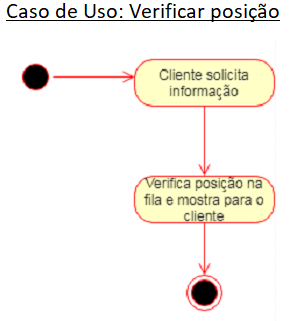 Caso de Uso: Verificar posição
Cliente solicita
informação
Verifica posição na
fila e mostra para o
cliente